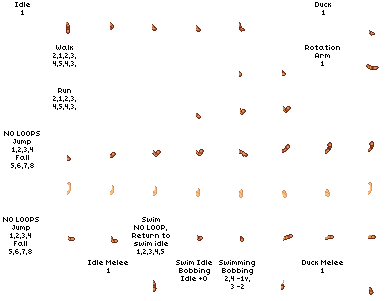 Idle
1
Duck
1
Walk
2,1,2,3,
4,5,4,3,
Rotation
Arm
1
Run
2,1,2,3,
4,5,4,3,
NO LOOPS
Jump
1,2,3,4
Fall
5,6,7,8
NO LOOPS
Jump
1,2,3,4
Fall
5,6,7,8
Swim
NO LOOP,
Return to
swim idle
1,2,3,4,5
Idle Melee
1
Swim Idle
Bobbing
Idle +0
Swimming
Bobbing
2,4 -1v,
3 -2
Duck Melee
1